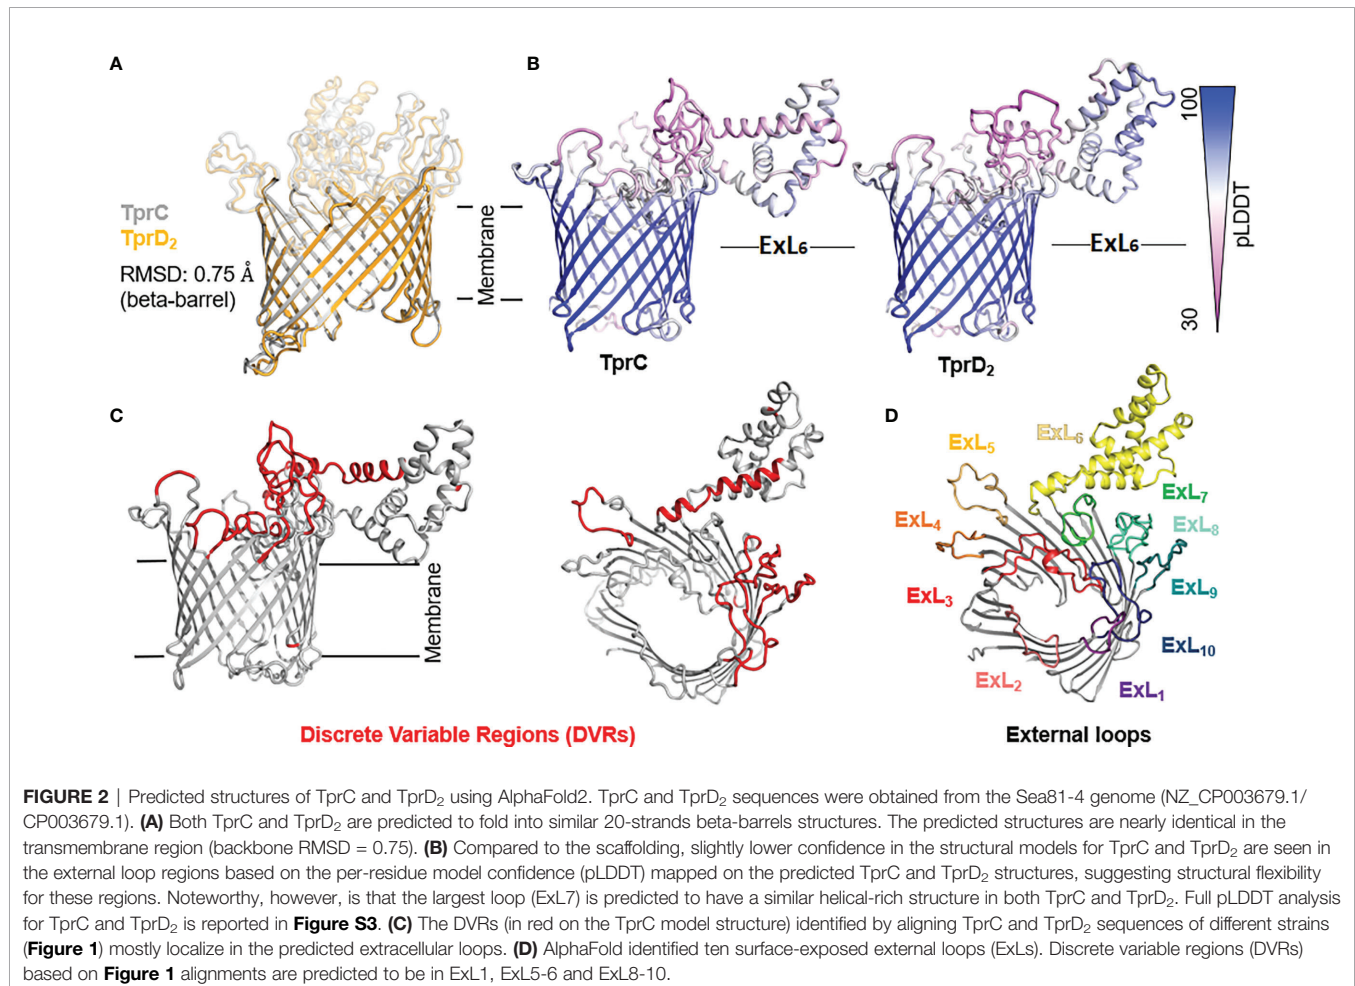 A
B
TprC
TprD₂
RMSD: 0.75 Å
(beta-barrel)
Membrane
ExL₆
ExL₆
TprC
TprD₂
100
pLDDT
30
C
D
Membrane
ExL₅
ExL₆
ExL₇
ExL₄
ExL₈
ExL₃
ExL₉
ExL₁₀
ExL₂
ExL₁
Discrete Variable Regions (DVRs)
External loops
FIGURE 2 | Predicted structures of TprC and TprD₂ using AlphaFold2. TprC and TprD₂ sequences were obtained from the Sea81-4 genome (NZ_CP003679.1/
CP003679.1). (A) Both TprC and TprD₂ are predicted to fold into similar 20-strands beta-barrels structures. The predicted structures are nearly identical in the
transmembrane region (backbone RMSD = 0.75). (B) Compared to the scaffolding, slightly lower confidence in the structural models for TprC and TprD₂ are seen in
the external loop regions based on the per-residue model confidence (pLDDT) mapped on the predicted TprC and TprD₂ structures, suggesting structural flexibility
for these regions. Noteworthy, however, is that the largest loop (ExL7) is predicted to have a similar helical-rich structure in both TprC and TprD₂. Full pLDDT analysis
for TprC and TprD₂ is reported in Figure S3. (C) The DVRs (in red on the TprC model structure) identified by aligning TprC and TprD₂ sequences of different strains
(Figure 1) mostly localize in the predicted extracellular loops. (D) AlphaFold identified ten surface-exposed external loops (ExLs). Discrete variable regions (DVRs)
based on Figure 1 alignments are predicted to be in ExL1, ExL5-6 and ExL8-10.